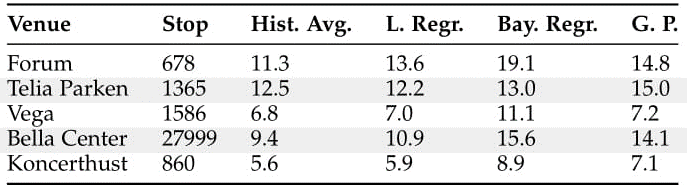 Venue Stop Hist. Avg. L. Regr. Bay. Regr. G. P.
Forum 678 11.3 13.6 19.1 14.8
Telia Parken 1365 12.5 12.2 13.0 15.0
Vega 1586 6.8 7.0 11.1 7.2
Bella Center 27999 9.4 10.9 15.6 14.1
Koncerthust 860 5.6 5.9 8.9 7.1